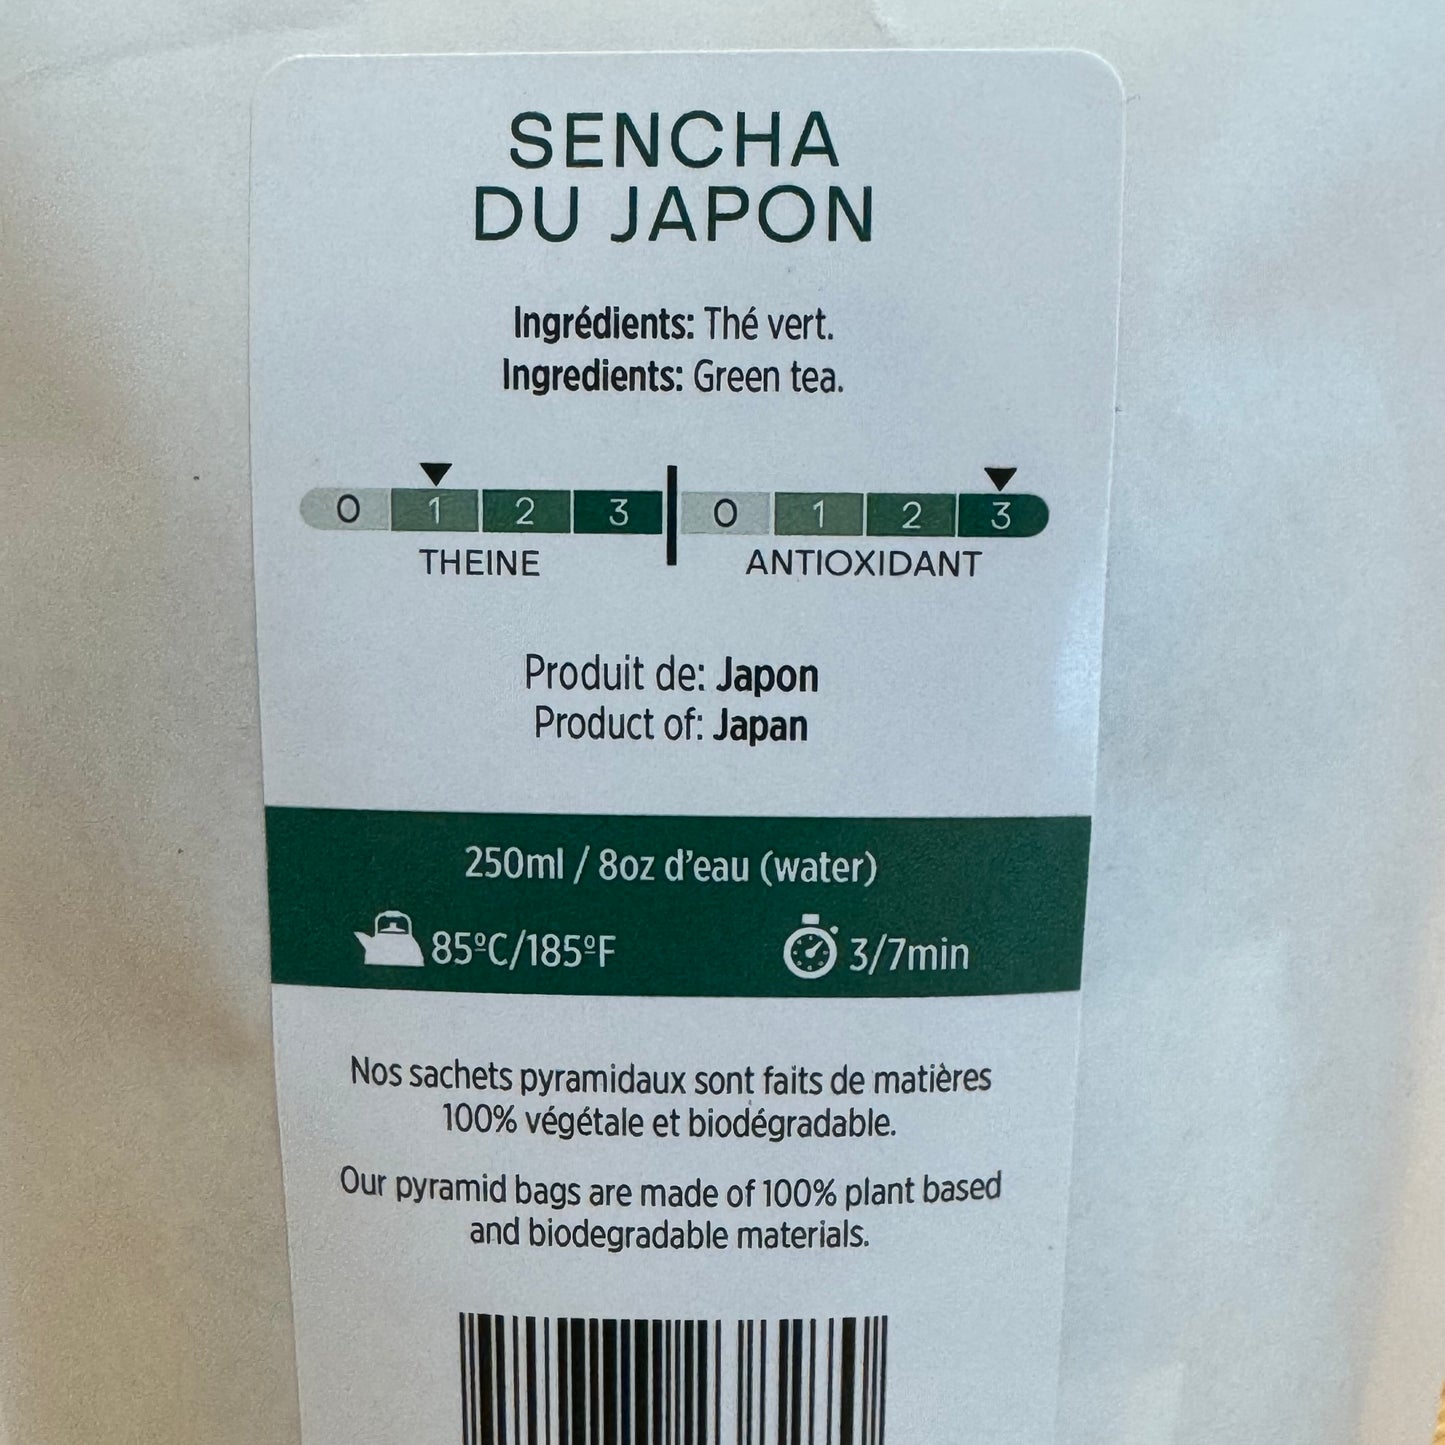 SENCHA
DU JAPON
Ingrédients: Thé vert.
Ingredients: Green tea.
0 1 2 3 0 1 2 3
THEINE ANTIOXIDANT
Produit de: Japon
Product of: Japan
250ml / 8oz d'eau (water)
85ºC/185ºF 3/7min
Nos sachets pyramidaux sont faits de matières
100% végétale et biodégradable.
Our pyramid bags are made of 100% plant based
and biodegradable materials.